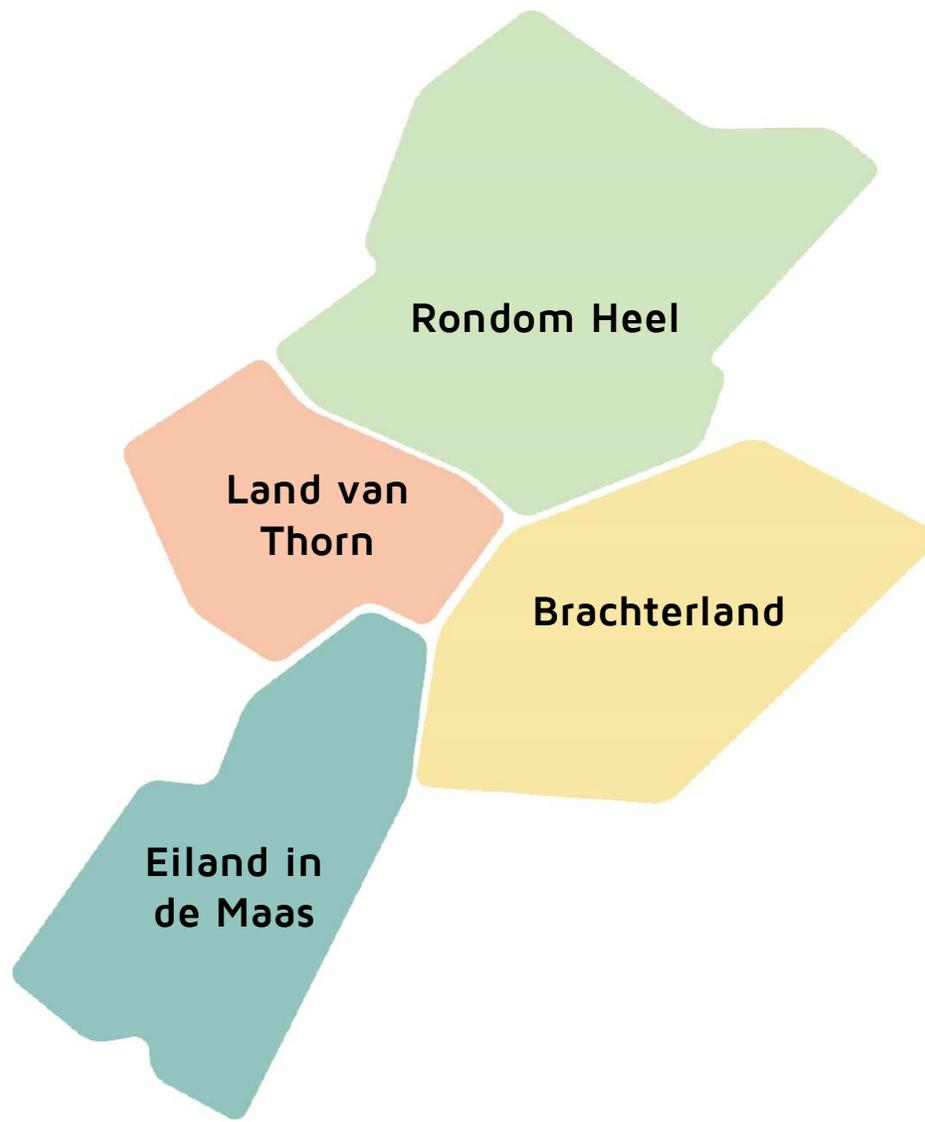 Rondom Heel
Land van
Thorn
Brachterland
Eiland in
de Maas